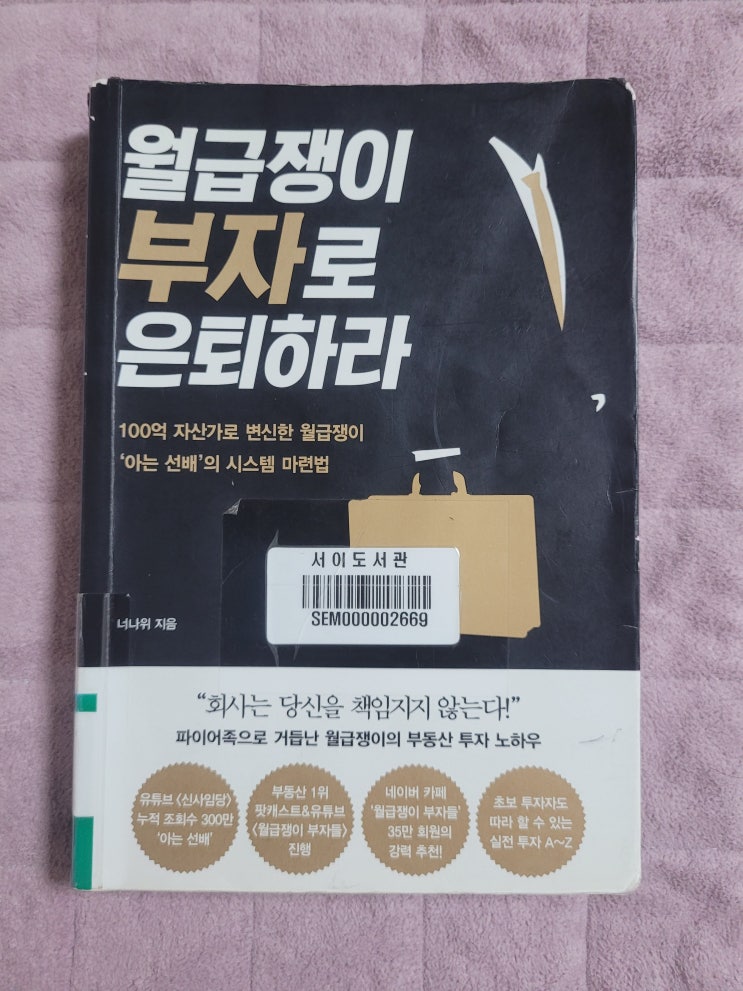 월급쟁이
부자로
은퇴하라
100억 자산가로 변신한 월급쟁이
‘아는 선배’의 시스템 마련법
서이도서관
SEM000002669
너나위 지음
“회사는 당신을 책임지지 않는다!”
파이어족으로 거듭난 월급쟁이의 부동산 투자 노하우
유튜브 〈신사임당〉
누적 조회수 300만
‘아는 선배’
부동산 1위
팟캐스트&유튜브
〈월급쟁이 부자들〉
진행
네이버 카페
‘월급쟁이 부자들’
35만 회원의
강력 추천!
초보 투자자도
따라 할 수 있는
실전 투자 A~Z